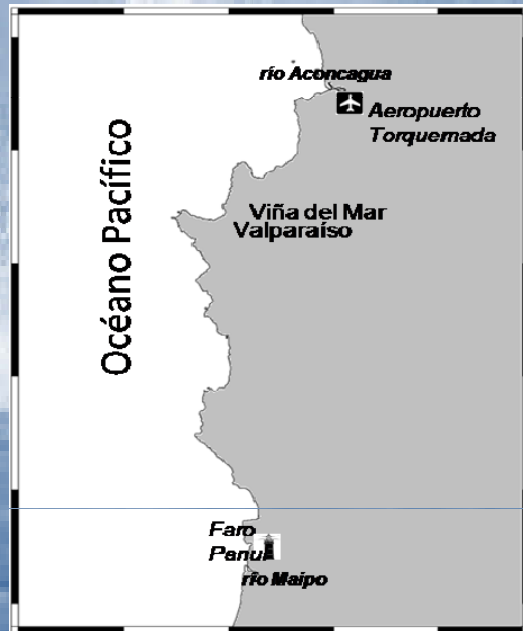 río Aconcagua
Aeropuerto
Torquemada
Océano Pacífico
Viña del Mar
Valparaíso
Faro
Panul
río Maipo